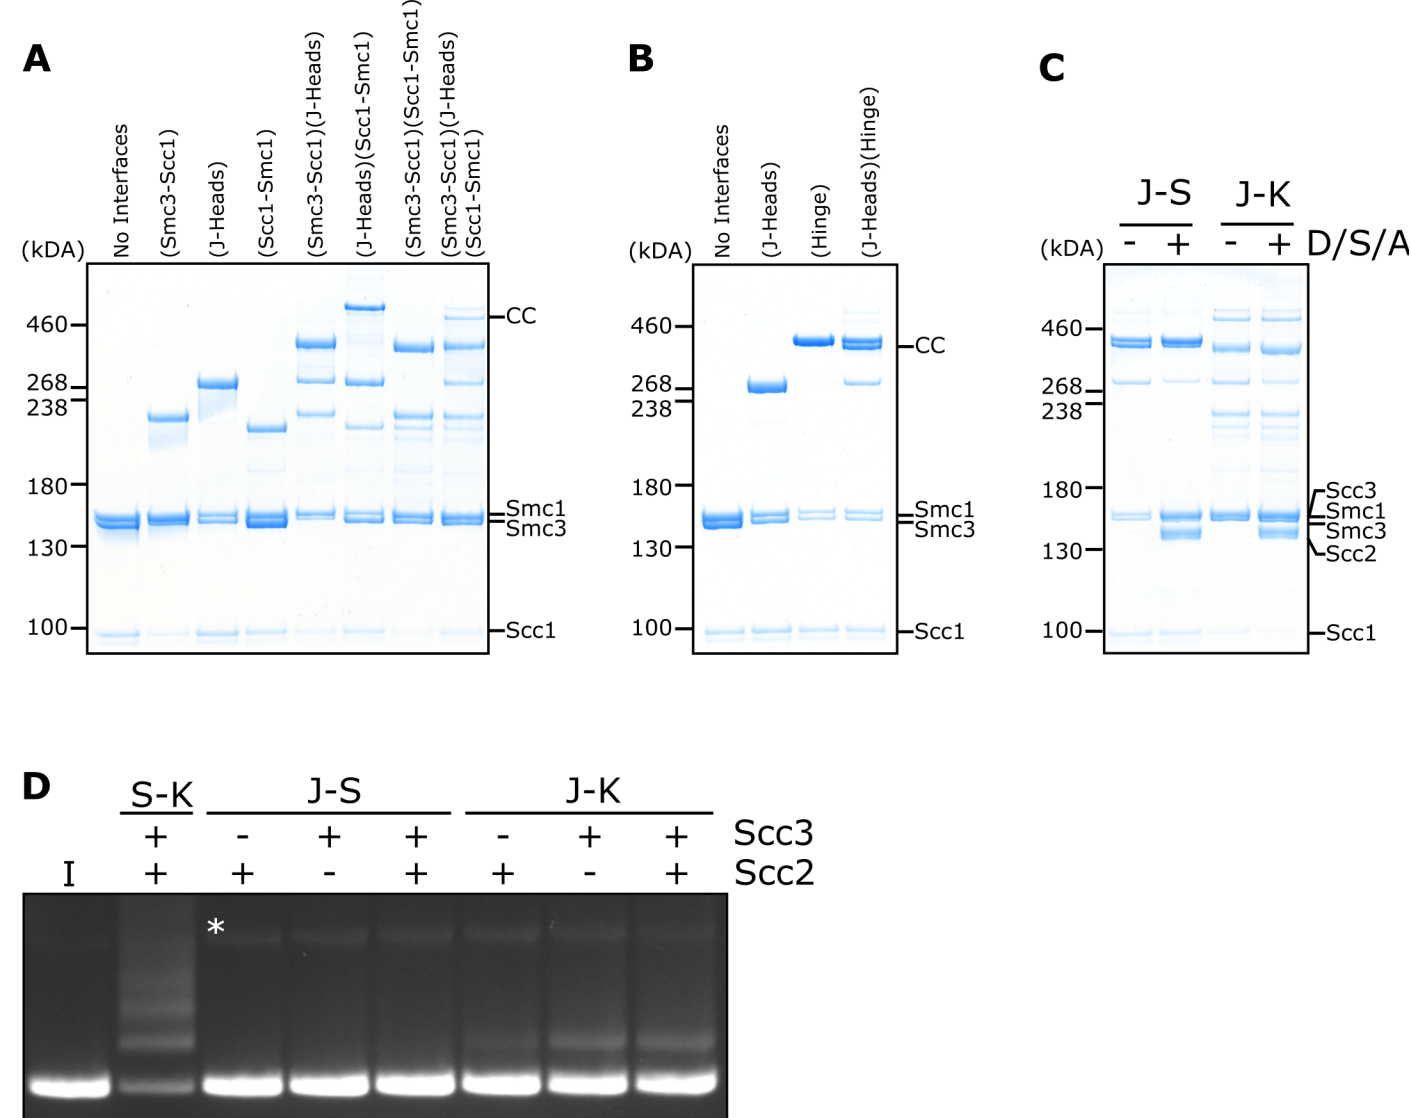 A
No Interfaces
(Smc3-Scc1)
(J-Heads)
(Scc1-Smc1)
(Smc3-Scc1)(J-Heads)
(J-Heads)(Scc1-Smc1)
(Smc3-Scc1)(Scc1-Smc1)
(Smc3-Scc1)(J-Heads)
(Scc1-Smc1)
(kDA)
460
268
238
180
130
100
CC
Smc1
Smc3
Scc1
B
No Interfaces
(J-Heads)
(Hinge)
(J-Heads)(Hinge)
(kDA)
460
268
238
180
130
100
CC
Smc1
Smc3
Scc1
C
J-S J-K
(kDA) - + - + D/S/A
460
268
238
180
130
100
Scc3
Smc1
Smc3
Scc2
Scc1
D
S-K J-S J-K
+ - + + - + + Scc3
I + + - + + - + Scc2
*